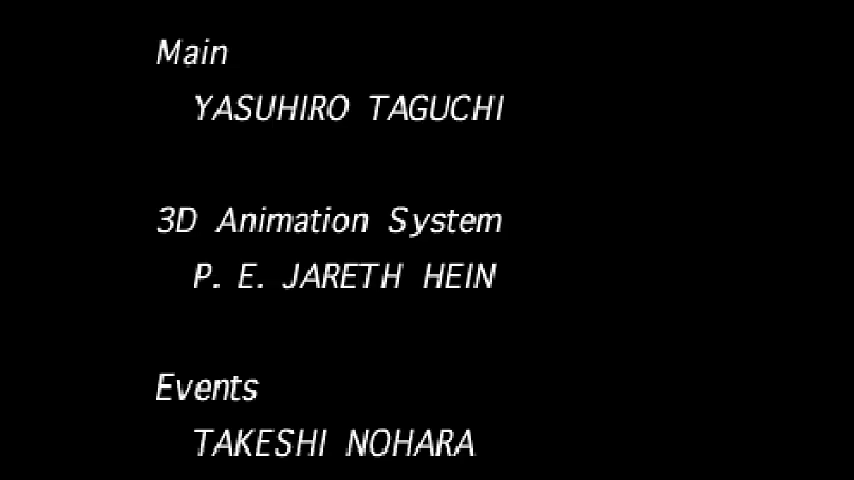 Main
YASUHIRO TAGUCHI
3D Animation System
P. E. JARETH HEIN
Events
TAKESHI NOHARA